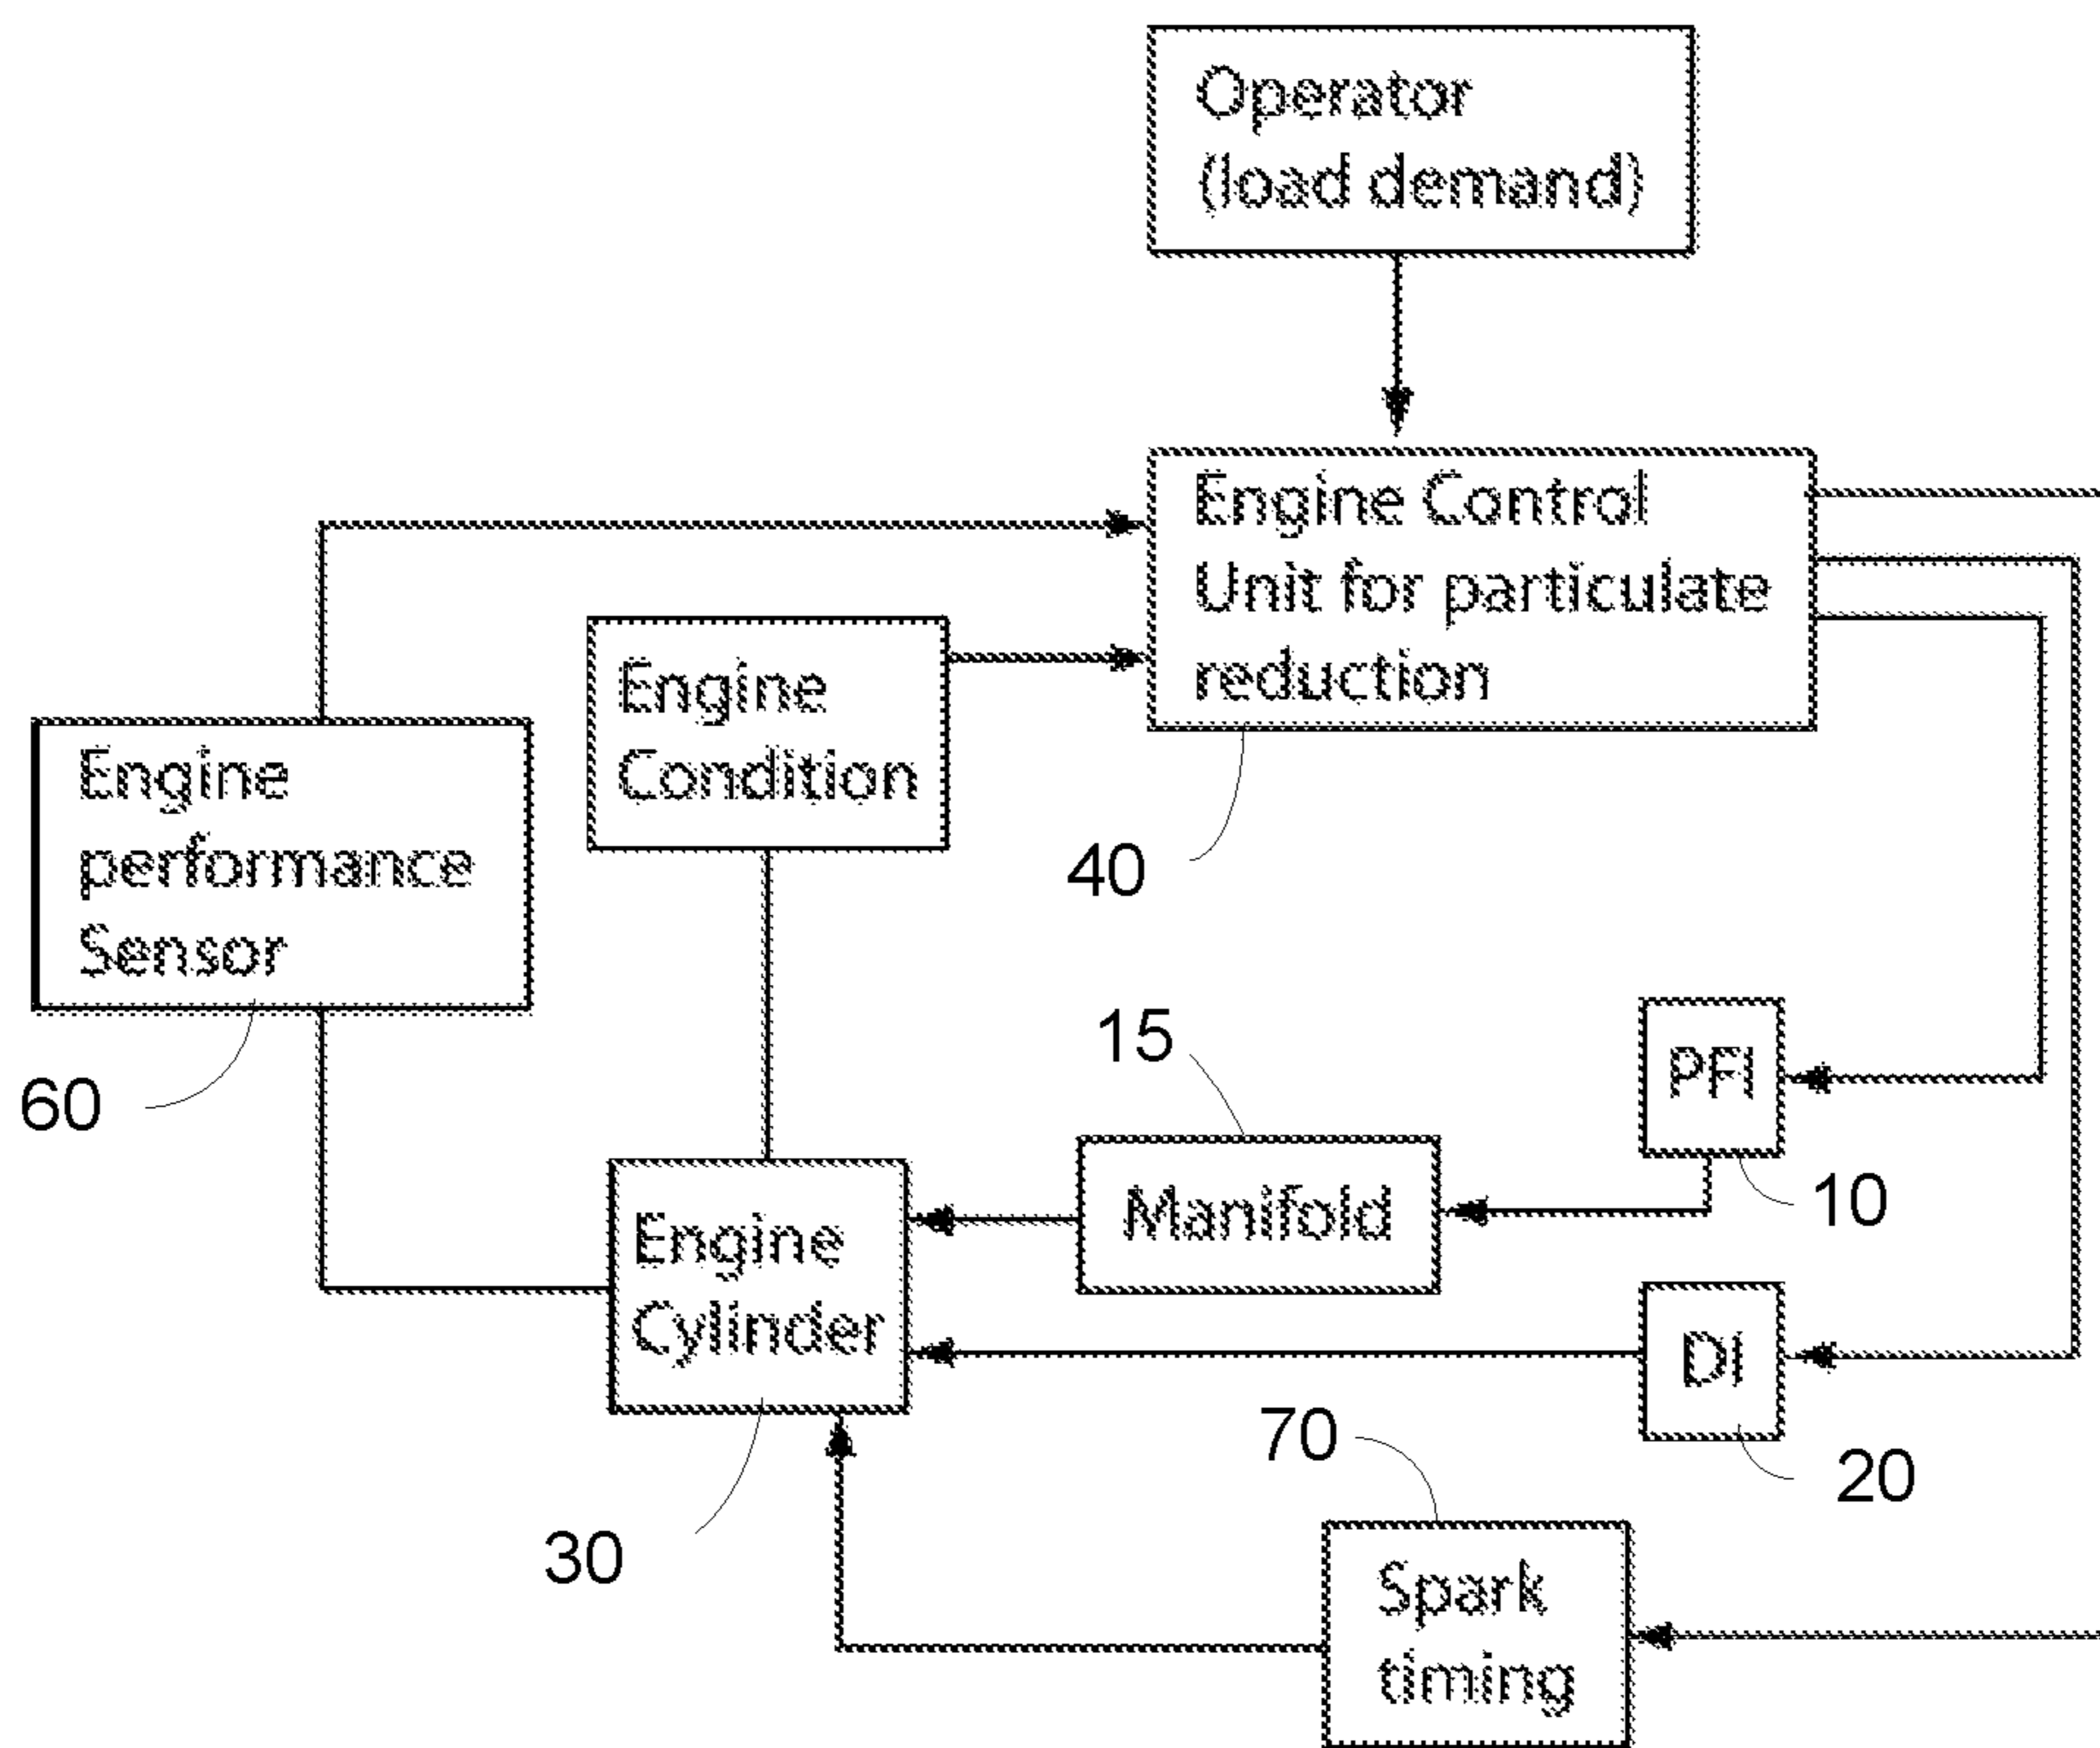 Operator
(load demand)
Engine Control
Unit for particulate
reduction
40
Engine
Condition
Engine
performance
Sensor
60
15
PFI
10
Manifold
Engine
Cylinder
30
DI
20
70
Spark
timing